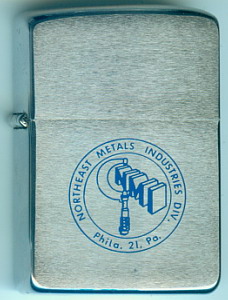 NORTHEAST METALS INDUSTRIES DIV.
NMI
Phila. 21, Pa.